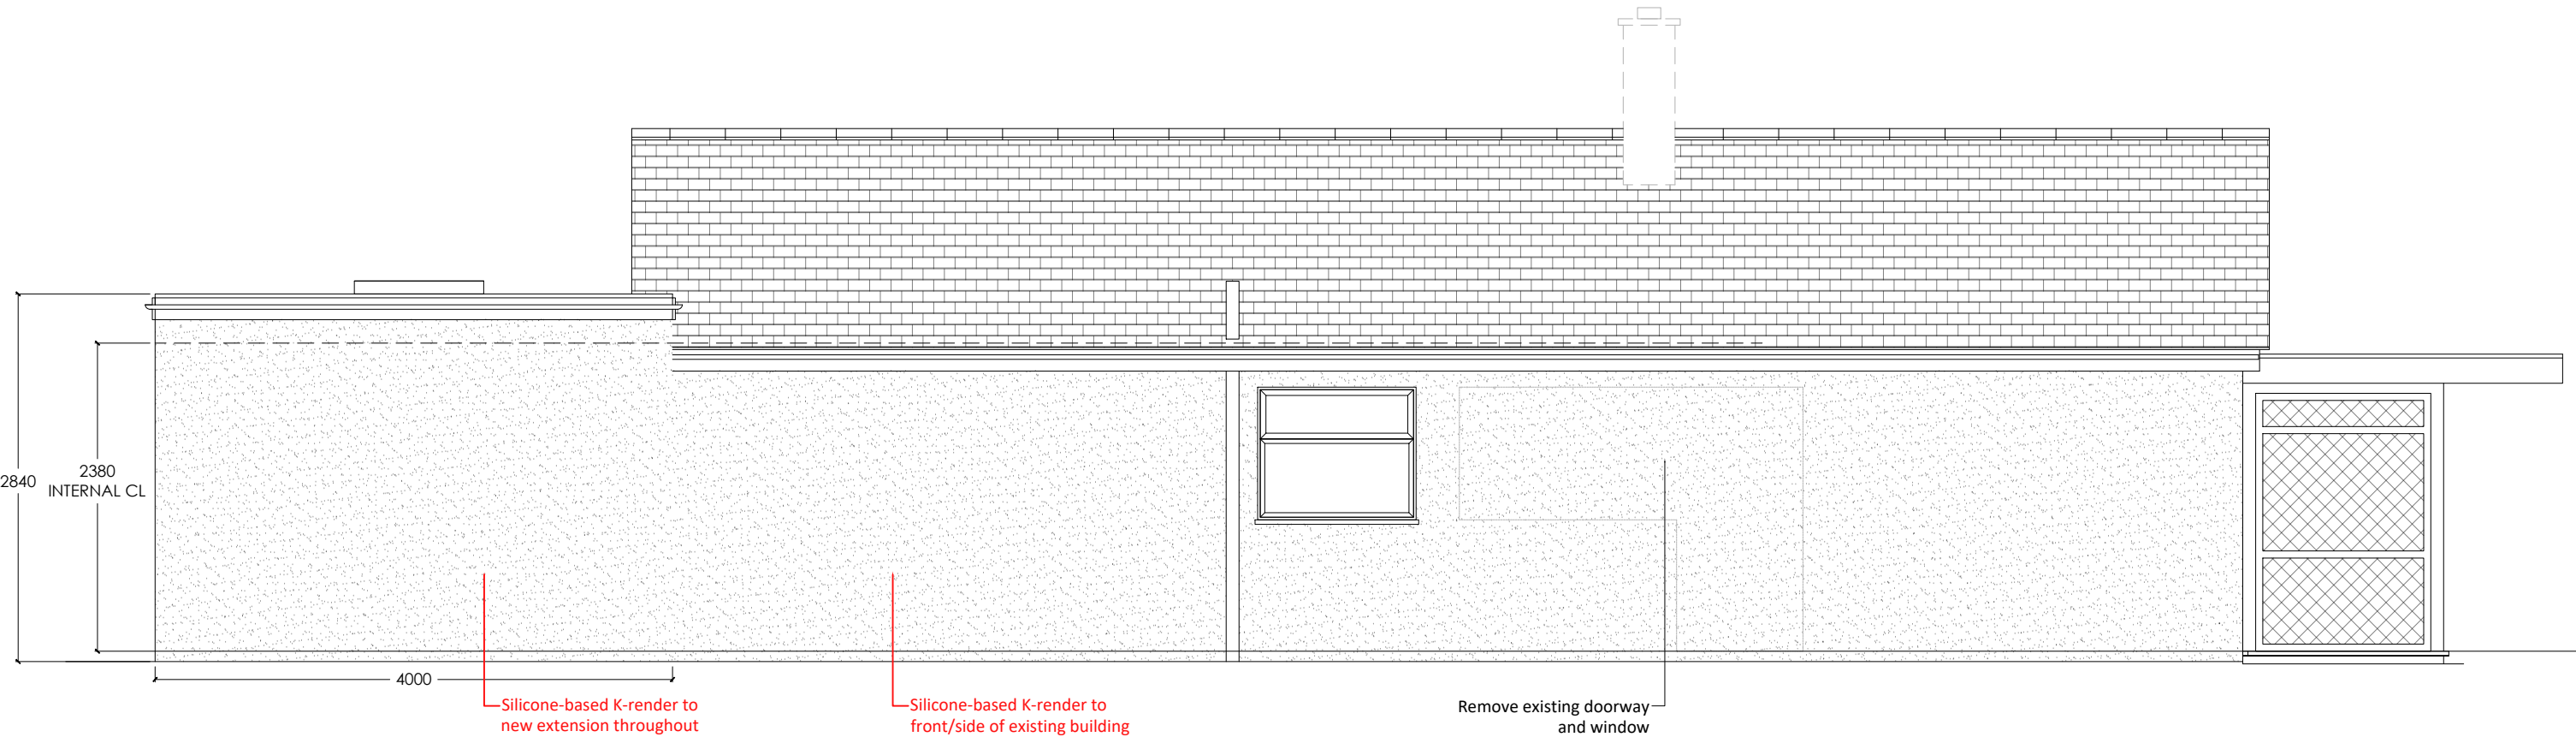 2840
2380
INTERNAL CL
4000
Silicone-based K-render to
new extension throughout
Silicone-based K-render to
front/side of existing building
Remove existing doorway
and window